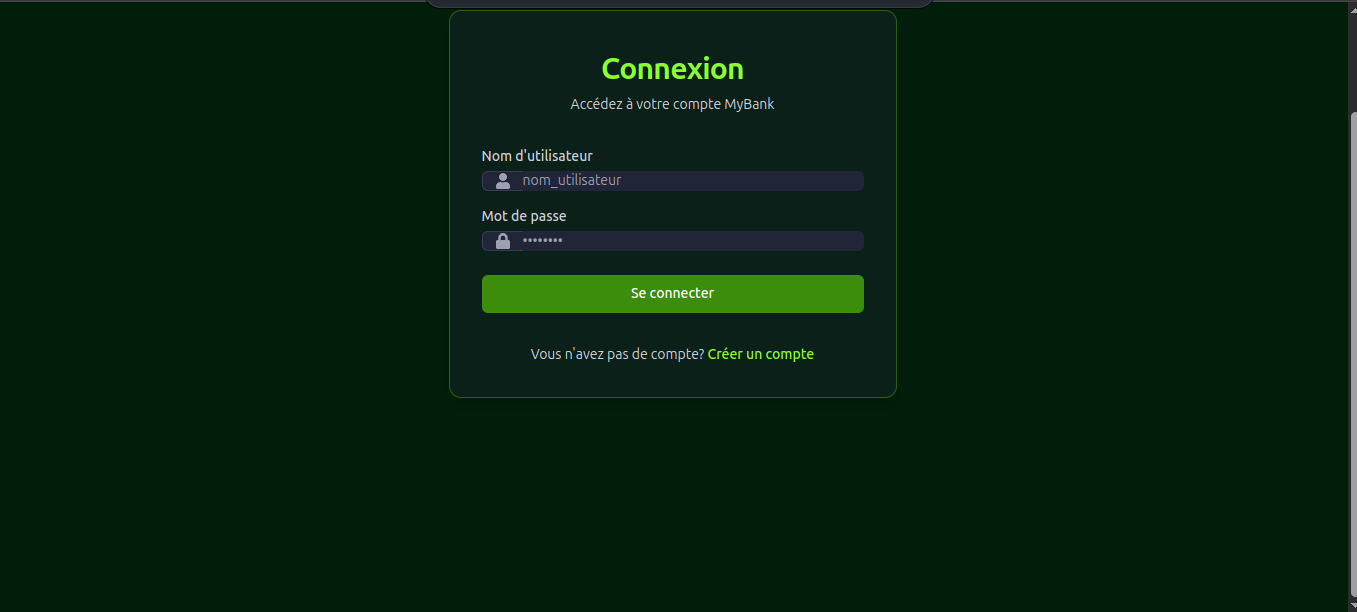 Connexion
Accédez à votre compte MyBank
Nom d'utilisateur
nom_utilisateur
Mot de passe
••••••••
Se connecter
Vous n'avez pas de compte? Créer un compte